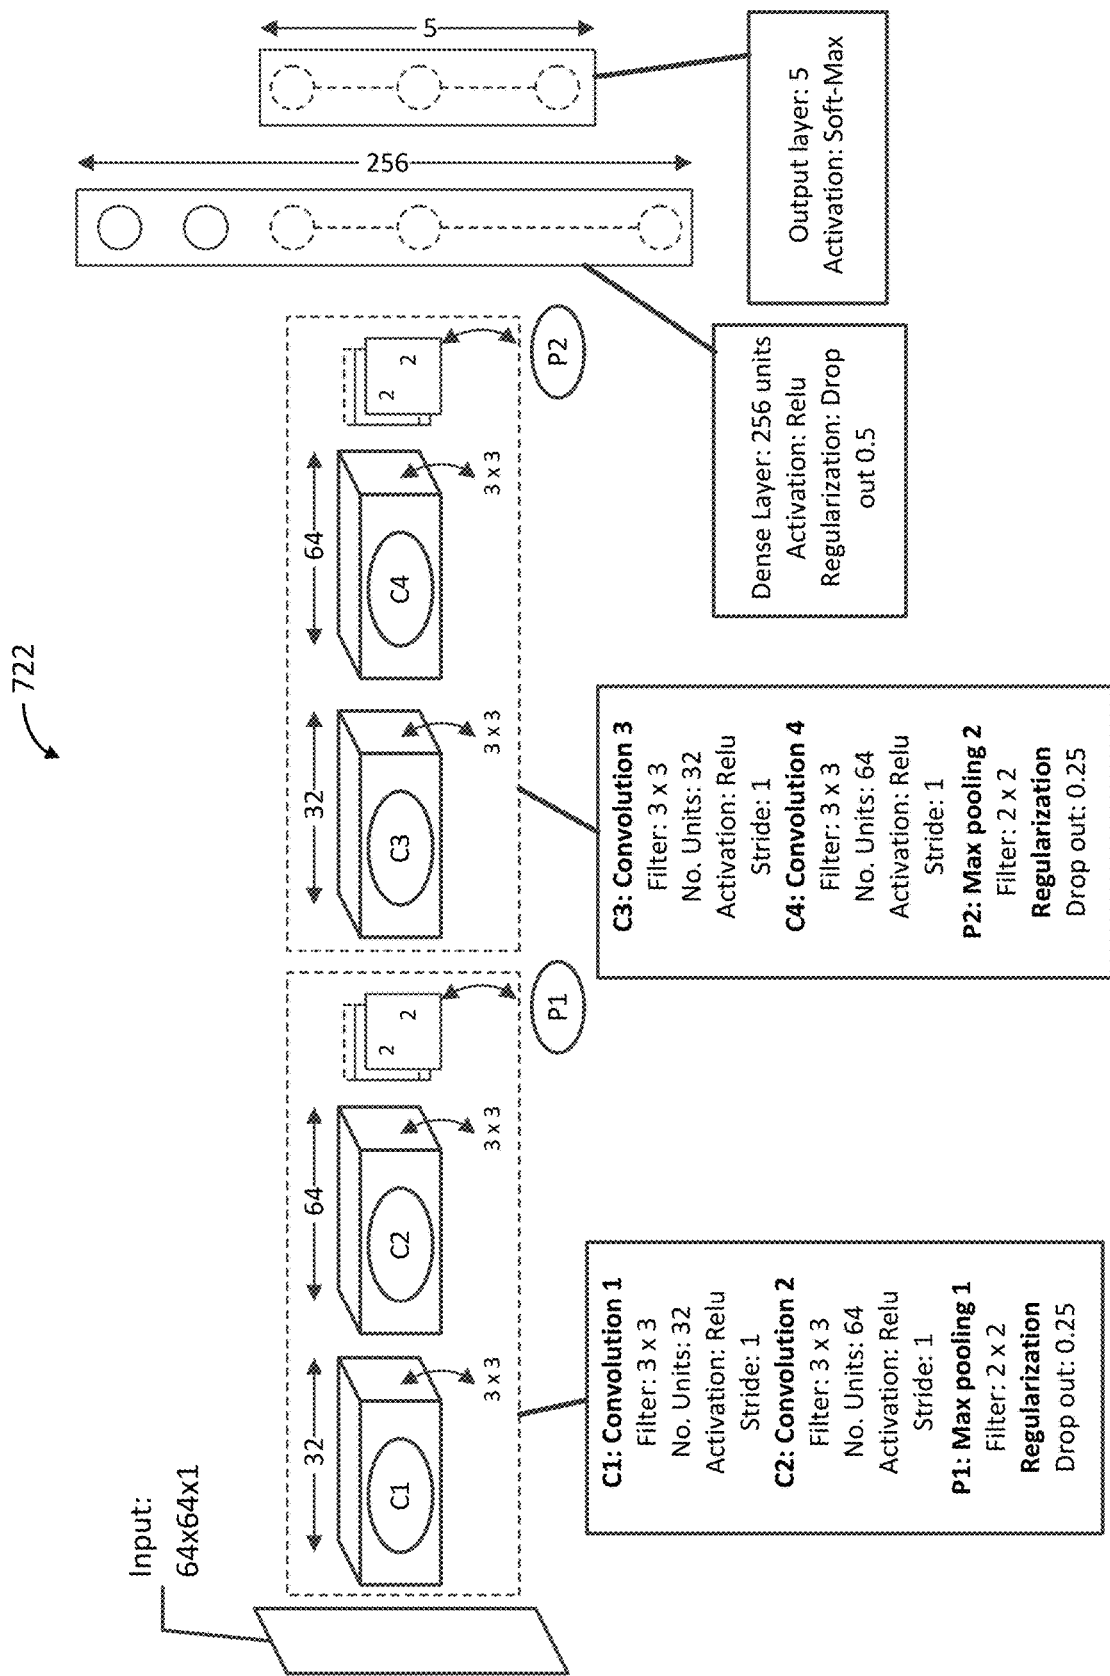 722
Input:
64x64x1
32
C1
3 x 3
64
C2
3 x 3
2
2
P1
32
C3
3 x 3
64
C4
3 x 3
2
2
P2
256
5
C1: Convolution 1
Filter: 3 x 3
No. Units: 32
Activation: Relu
Stride: 1
C2: Convolution 2
Filter: 3 x 3
No. Units: 64
Activation: Relu
Stride: 1
P1: Max pooling 1
Filter: 2 x 2
Regularization
Drop out: 0.25
C3: Convolution 3
Filter: 3 x 3
No. Units: 32
Activation: Relu
Stride: 1
C4: Convolution 4
Filter: 3 x 3
No. Units: 64
Activation: Relu
Stride: 1
P2: Max pooling 2
Filter: 2 x 2
Regularization
Drop out: 0.25
Dense Layer: 256 units
Activation: Relu
Regularization: Drop
out 0.5
Output layer: 5
Activation: Soft-Max